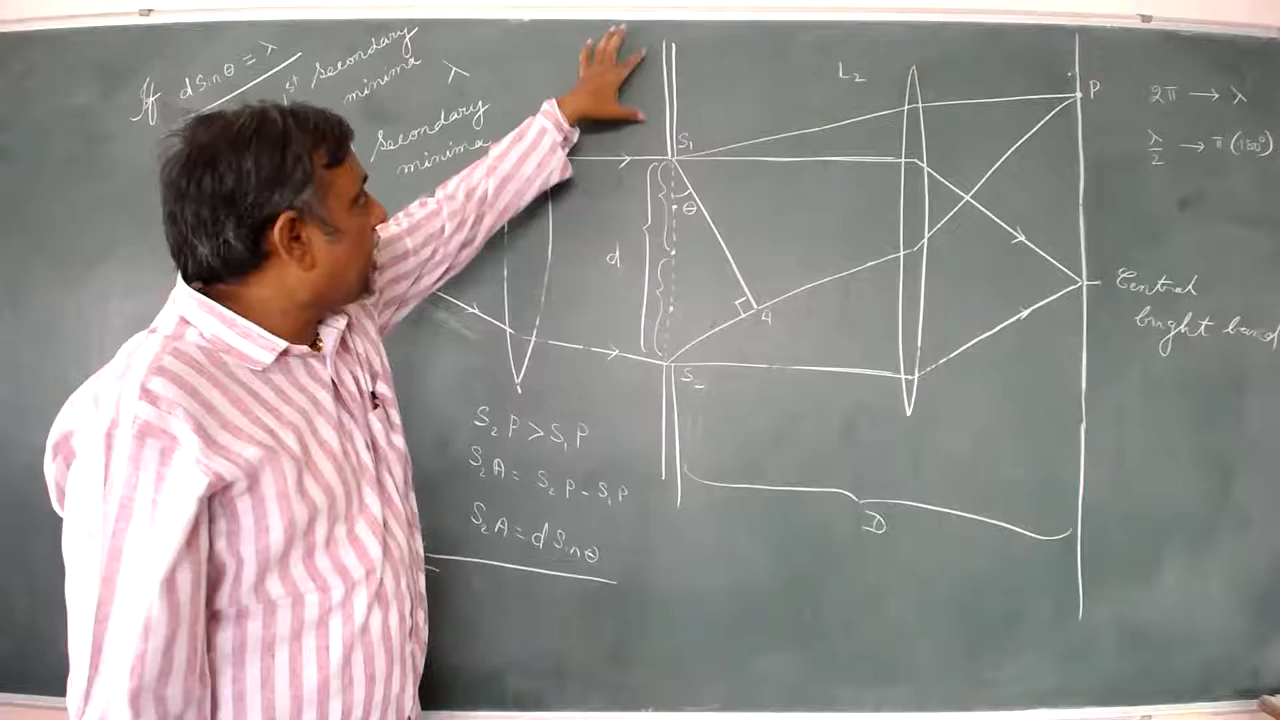 If d Sin θ = λ
1st secondary
minima
λ
secondary
minima
S₁
θ
d
A
S₂P > S₁P
S₂A = S₂P - S₁P
S₂A = d Sin θ
L₂
P
D
2π → λ
λ/2 → π (180°)
Central
bright band